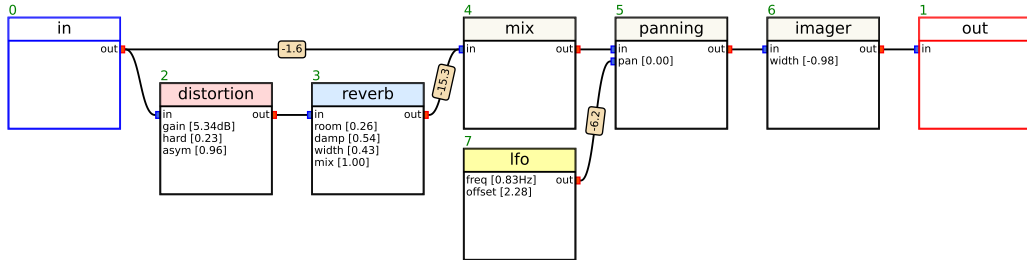 0
in
out
-1.6
2
distortion
in
out
gain [5.34dB]
hard [0.23]
asym [0.96]
3
reverb
in
out
room [0.26]
damp [0.54]
width [0.43]
mix [1.00]
-15.3
4
mix
in
out
7
lfo
freq [0.83Hz]
out
offset [2.28]
-6.2
5
panning
in
out
pan [0.00]
6
imager
in
out
width [-0.98]
1
out
in